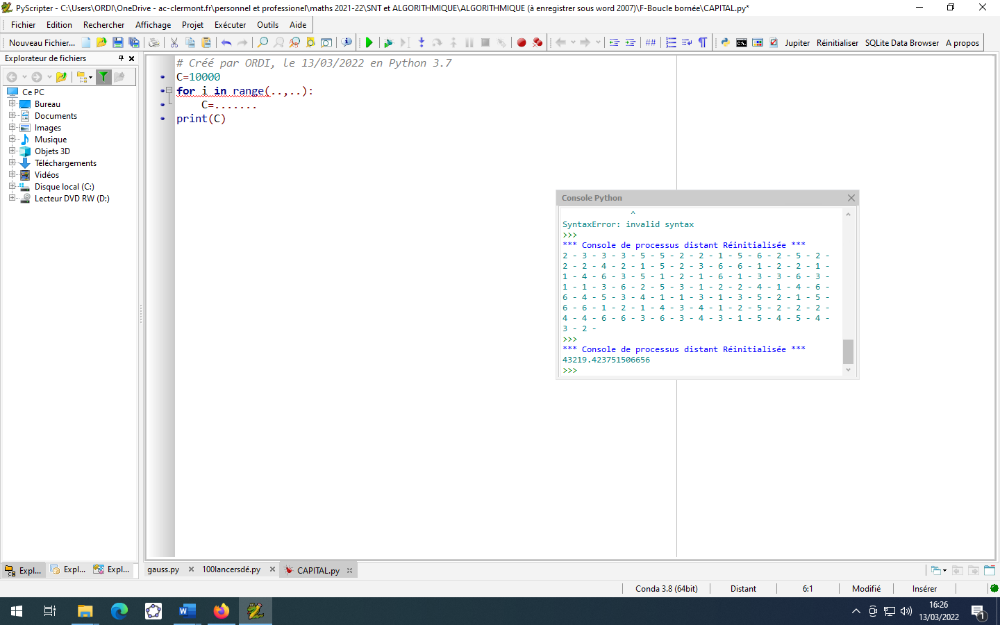 PyScripter - C:\Users\ORDI\OneDrive - ac-clermont.fr\personnel et professionel\maths 2021-22\SNT et ALGORITHMIQUE\ALGORITHMIQUE (à enregistrer sous word 2007)\F-Boucle bornée\CAPITAL.py*
Fichier Edition Rechercher Affichage Projet Exécuter Outils Aide
Nouveau Fichier... ## Jupiter Réinitialiser SQLite Data Browser A propos
Explorateur de fichiers
Ce PC
Bureau
Documents
Images
Musique
Objets 3D
Téléchargements
Vidéos
Disque local (C:)
Lecteur DVD RW (D:)
# Créé par ORDI, le 13/03/2022 en Python 3.7
C=10000
for i in range(..,..):
    C=.......
print(C)
Console Python
^
SyntaxError: invalid syntax
>>>
*** Console de processus distant Réinitialisée ***
2 - 3 - 3 - 3 - 5 - 5 - 2 - 2 - 1 - 5 - 6 - 2 - 5 - 2 -
2 - 2 - 4 - 2 - 1 - 5 - 2 - 3 - 6 - 6 - 1 - 2 - 2 - 1 -
1 - 4 - 6 - 3 - 5 - 1 - 2 - 1 - 6 - 1 - 3 - 3 - 6 - 3 -
1 - 1 - 3 - 6 - 2 - 5 - 3 - 1 - 2 - 2 - 4 - 1 - 4 - 6 -
6 - 4 - 5 - 3 - 4 - 1 - 1 - 3 - 1 - 3 - 5 - 2 - 1 - 5 -
6 - 6 - 1 - 2 - 1 - 4 - 3 - 4 - 1 - 2 - 5 - 2 - 2 - 2 -
4 - 4 - 6 - 6 - 3 - 6 - 3 - 4 - 3 - 1 - 5 - 4 - 5 - 4 -
3 - 2 -
>>>
*** Console de processus distant Réinitialisée ***
43219.423751506656
>>>
Expl... Expl... Expl...
gauss.py 100lancersdé.py CAPITAL.py
Conda 3.8 (64bit) Distant 6:1 Modifié Insérer
16:26
13/03/2022
1